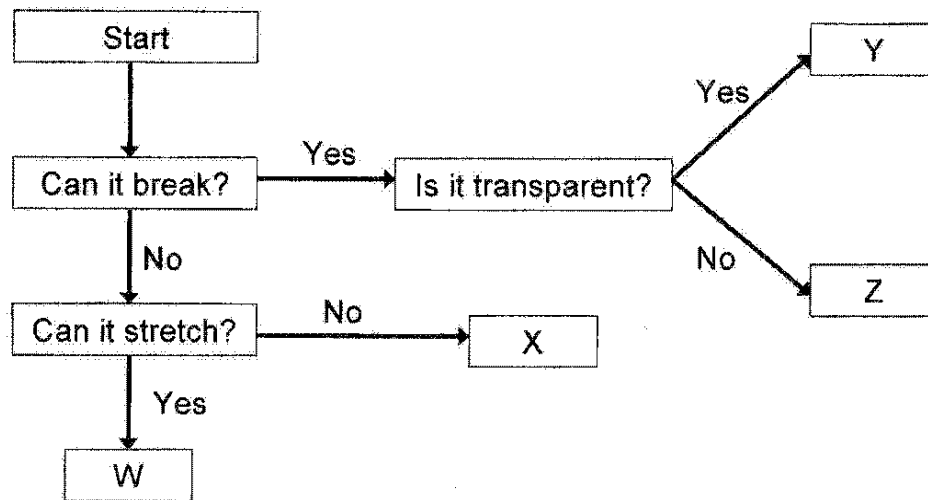 Start
Y
Yes
Can it break?
Yes
Is it transparent?
No
No
Z
Can it stretch?
No
X
Yes
W